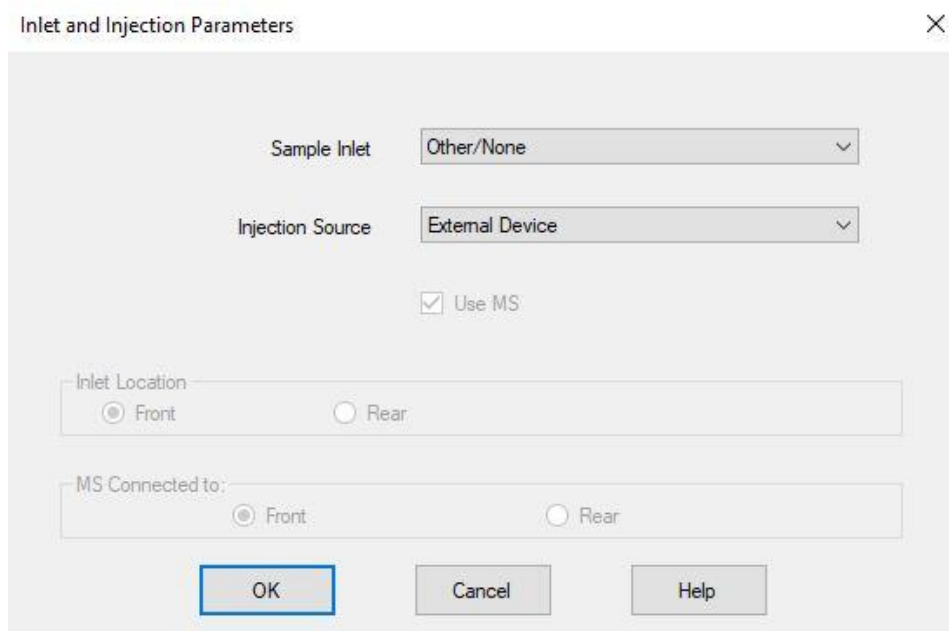 Inlet and Injection Parameters
Sample Inlet Other/None
Injection Source External Device
Use MS
Inlet Location
Front Rear
MS Connected to:
Front Rear
OK Cancel Help